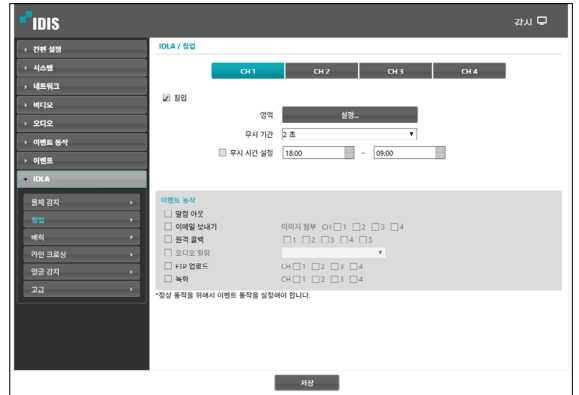 IDIS
감시
간편 설정
시스템
네트워크
비디오
오디오
이벤트 동작
이벤트
IDLA
물체 감지
침입
배회
라인 크로싱
얼굴 감지
고급
IDLA / 침입
CH 1 CH 2 CH 3 CH 4
침입
영역 설정...
무시 기간 2 초
무시 시간 설정 18:00 ~ 09:00
이벤트 동작
알람 아웃
이메일 보내기 이미지 첨부 CH 1 2 3 4
원격 콜백 1 2 3 4 5
오디오 알람
FTP 업로드 CH 1 2 3 4
녹화 CH 1 2 3 4
*정상 동작을 위해서 이벤트 동작을 설정해야 합니다.
저장